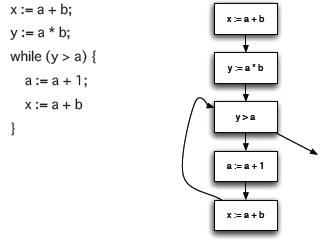 x := a + b;
y := a * b;
while (y > a) {
a := a + 1;
x := a + b
}
x := a + b
y := a * b
y > a
a := a + 1
x := a + b